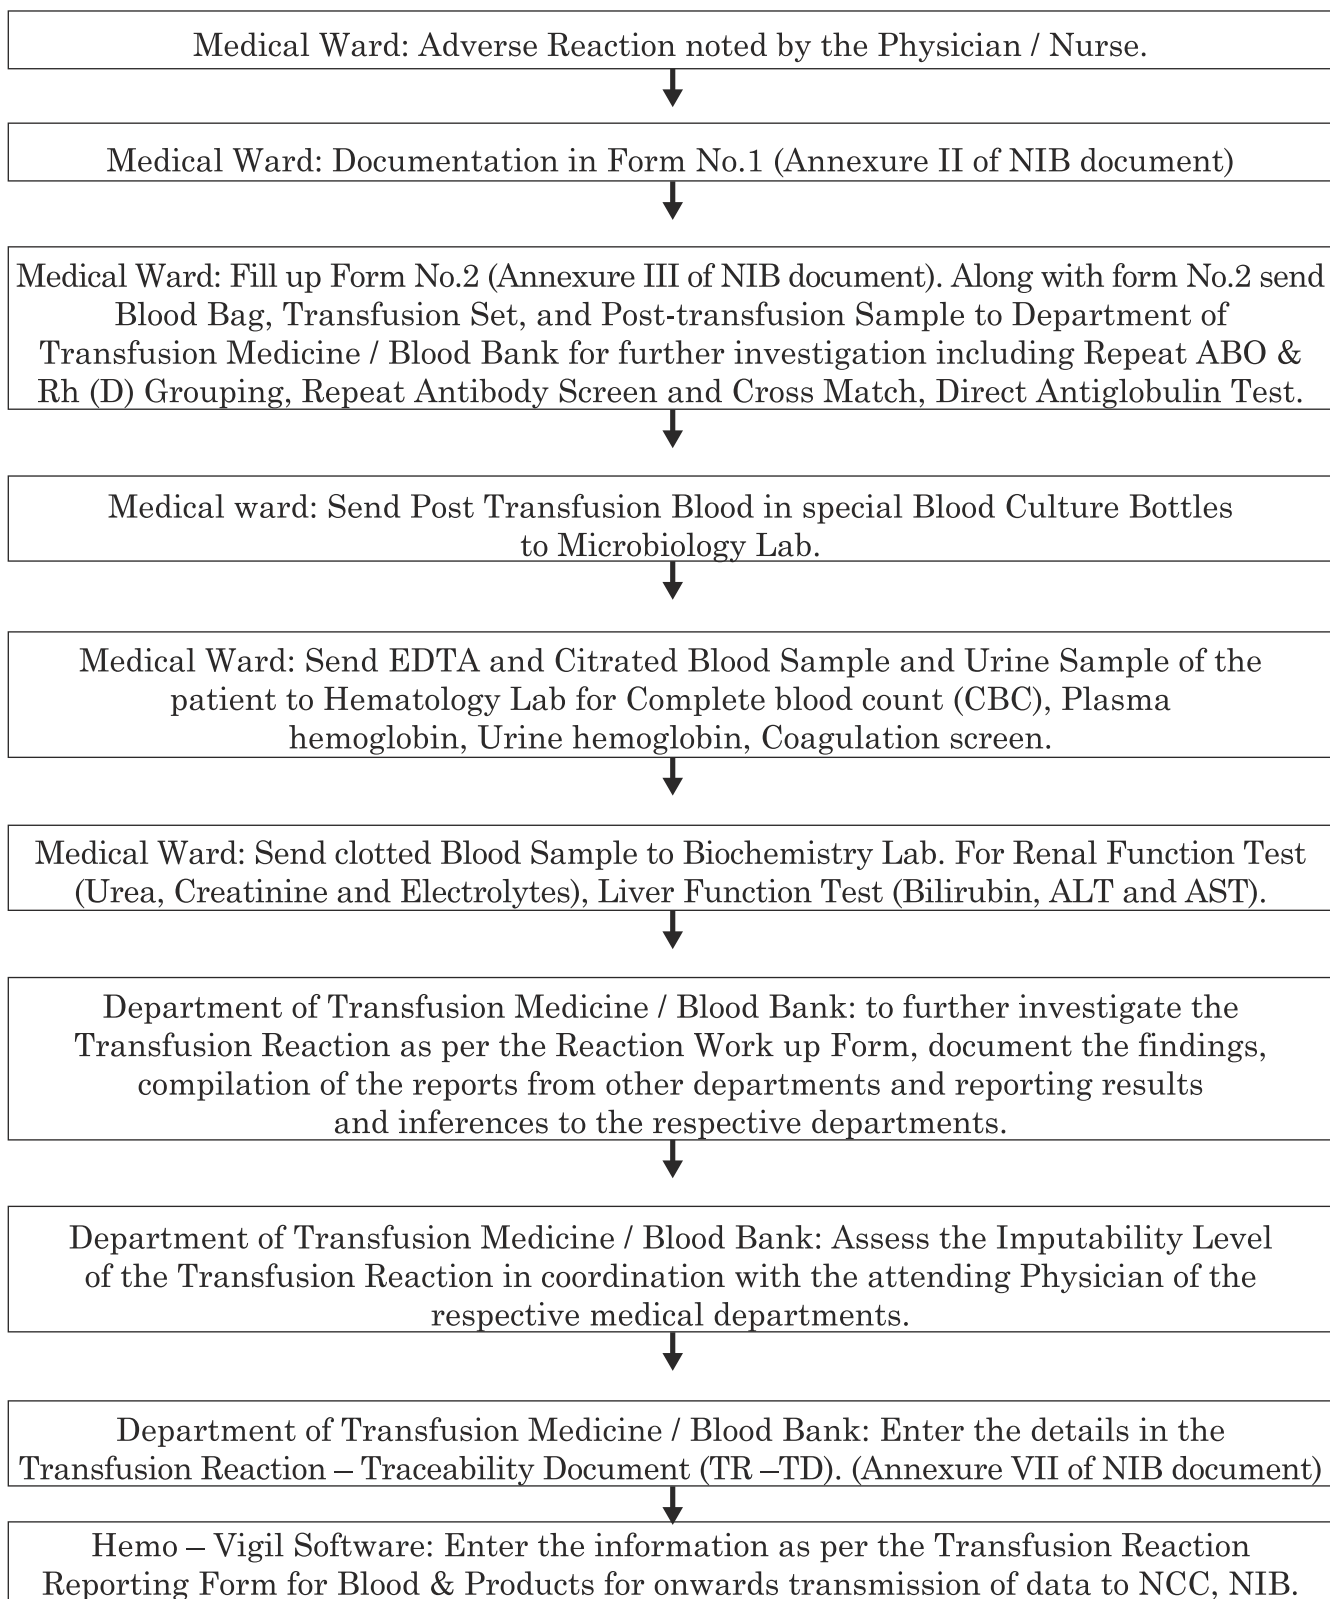 Medical Ward: Adverse Reaction noted by the Physician / Nurse.
Medical Ward: Documentation in Form No.1 (Annexure II of NIB document)
Medical Ward: Fill up Form No.2 (Annexure III of NIB document). Along with form No.2 send
Blood Bag, Transfusion Set, and Post-transfusion Sample to Department of
Transfusion Medicine / Blood Bank for further investigation including Repeat ABO &
Rh (D) Grouping, Repeat Antibody Screen and Cross Match, Direct Antiglobulin Test.
Medical ward: Send Post Transfusion Blood in special Blood Culture Bottles
to Microbiology Lab.
Medical Ward: Send EDTA and Citrated Blood Sample and Urine Sample of the
patient to Hematology Lab for Complete blood count (CBC), Plasma
hemoglobin, Urine hemoglobin, Coagulation screen.
Medical Ward: Send clotted Blood Sample to Biochemistry Lab. For Renal Function Test
(Urea, Creatinine and Electrolytes), Liver Function Test (Bilirubin, ALT and AST).
Department of Transfusion Medicine / Blood Bank: to further investigate the
Transfusion Reaction as per the Reaction Work up Form, document the findings,
compilation of the reports from other departments and reporting results
and inferences to the respective departments.
Department of Transfusion Medicine / Blood Bank: Assess the Imputability Level
of the Transfusion Reaction in coordination with the attending Physician of the
respective medical departments.
Department of Transfusion Medicine / Blood Bank: Enter the details in the
Transfusion Reaction – Traceability Document (TR –TD). (Annexure VII of NIB document)
Hemo – Vigil Software: Enter the information as per the Transfusion Reaction
Reporting Form for Blood & Products for onwards transmission of data to NCC, NIB.